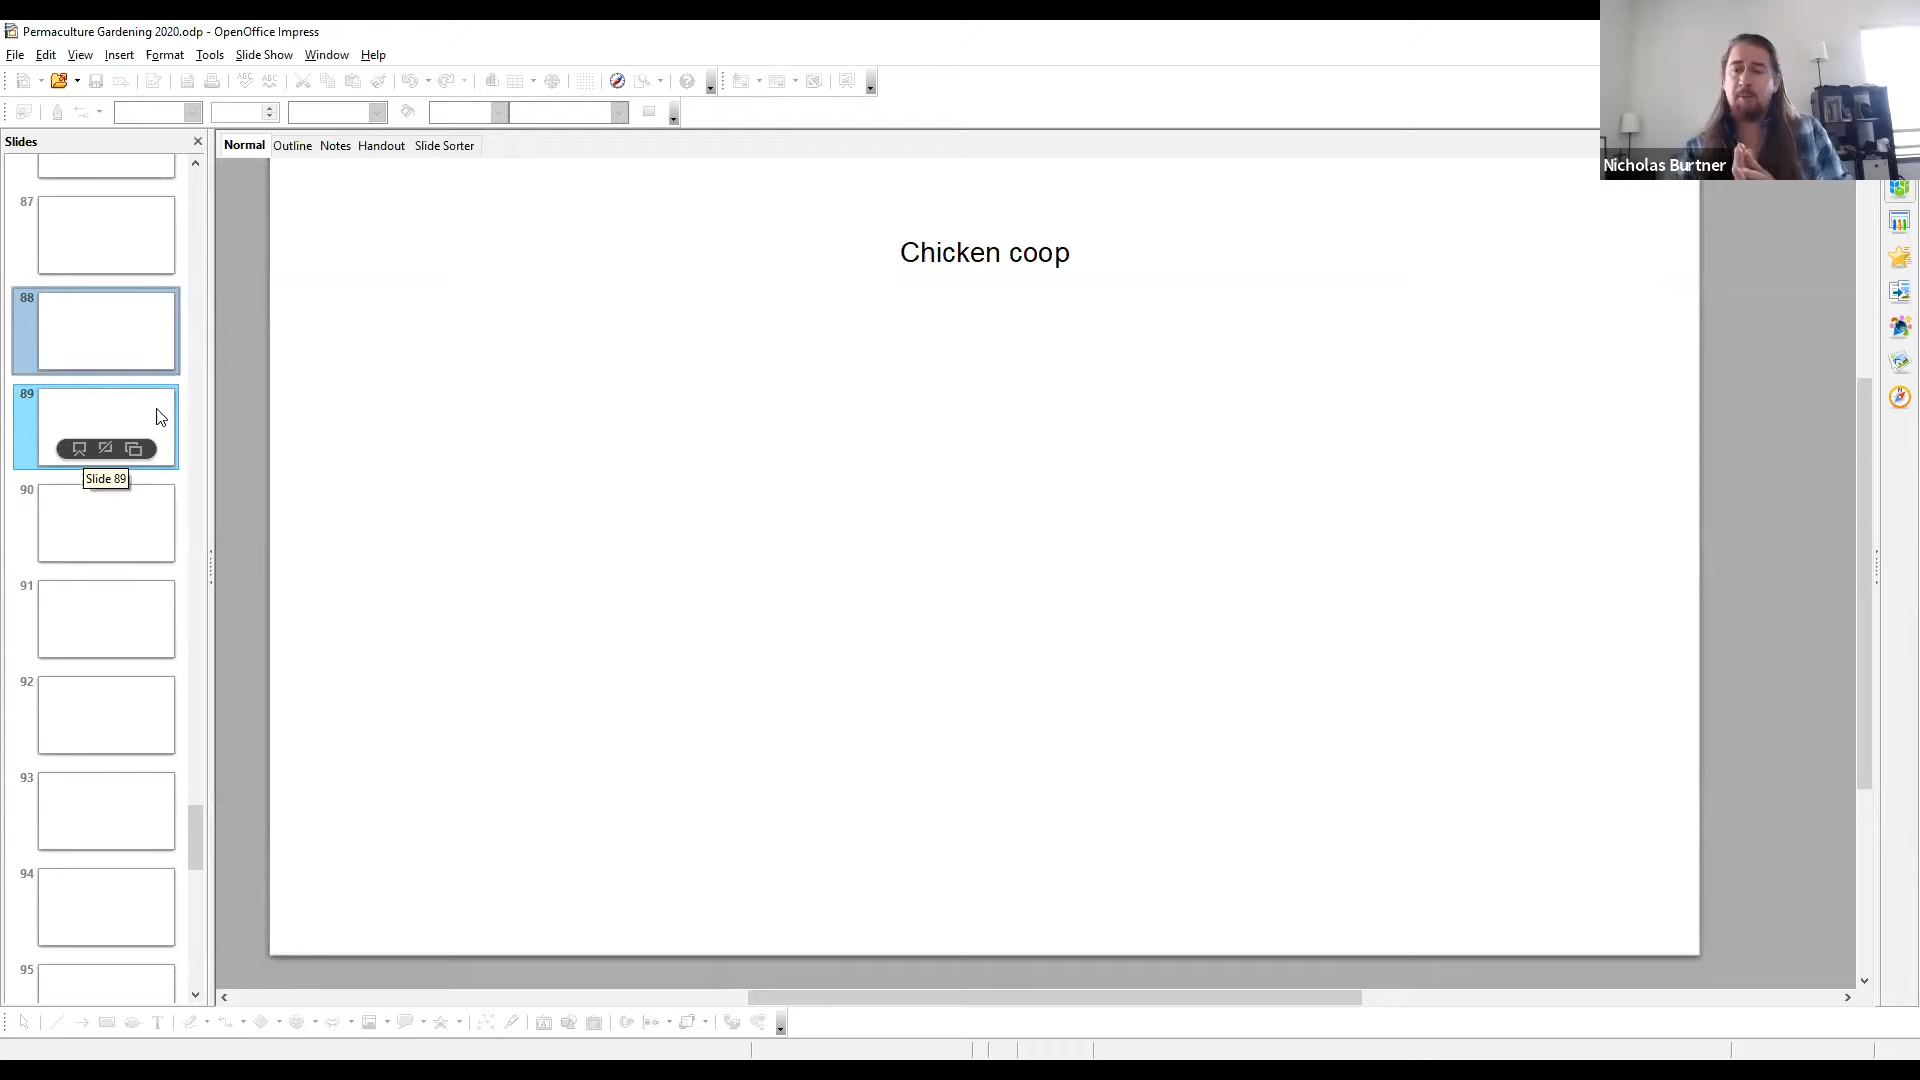 Permaculture Gardening 2020.odp - OpenOffice Impress
File Edit View Insert Format Tools Slide Show Window Help
Nicholas Burtner
Slides
Normal Outline Notes Handout Slide Sorter
87
Chicken coop
88
89
Slide 89
90
91
92
93
94
95